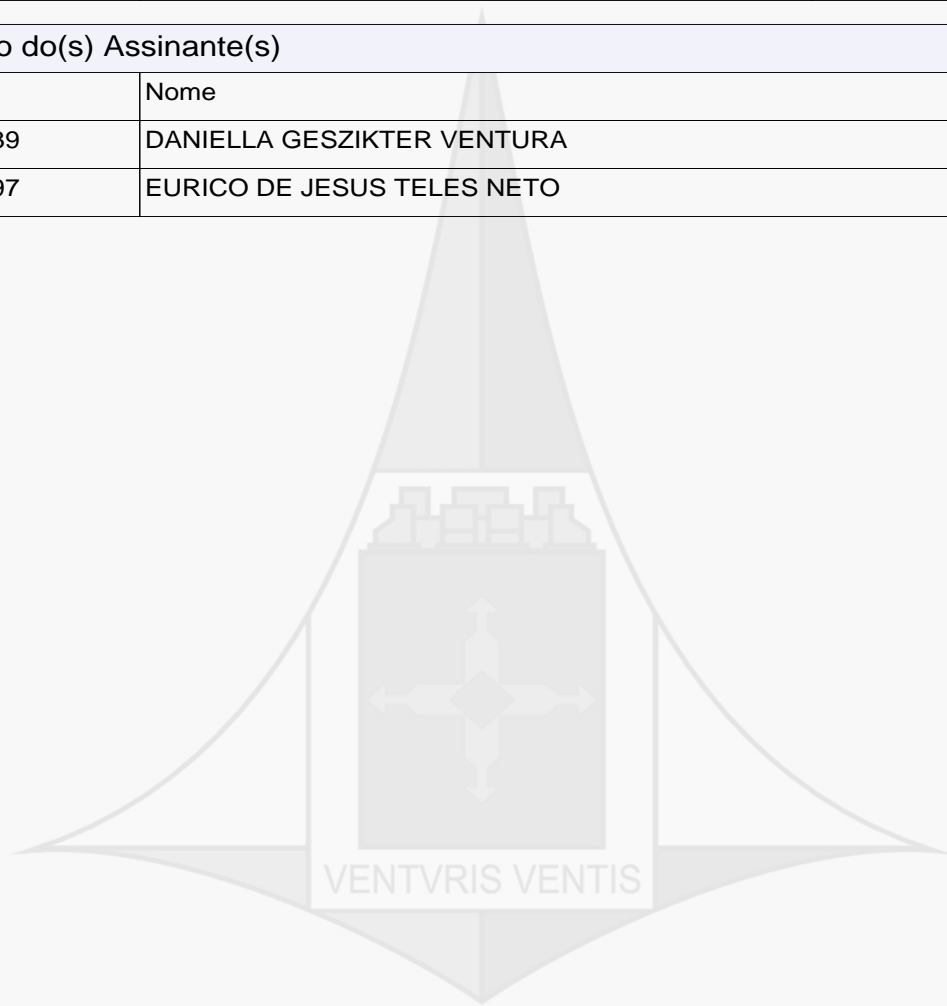 o do(s) Assinante(s)
Nome
39 DANIELLA GESZIKTER VENTURA
97 EURICO DE JESUS TELES NETO
VENTVRIS VENTIS